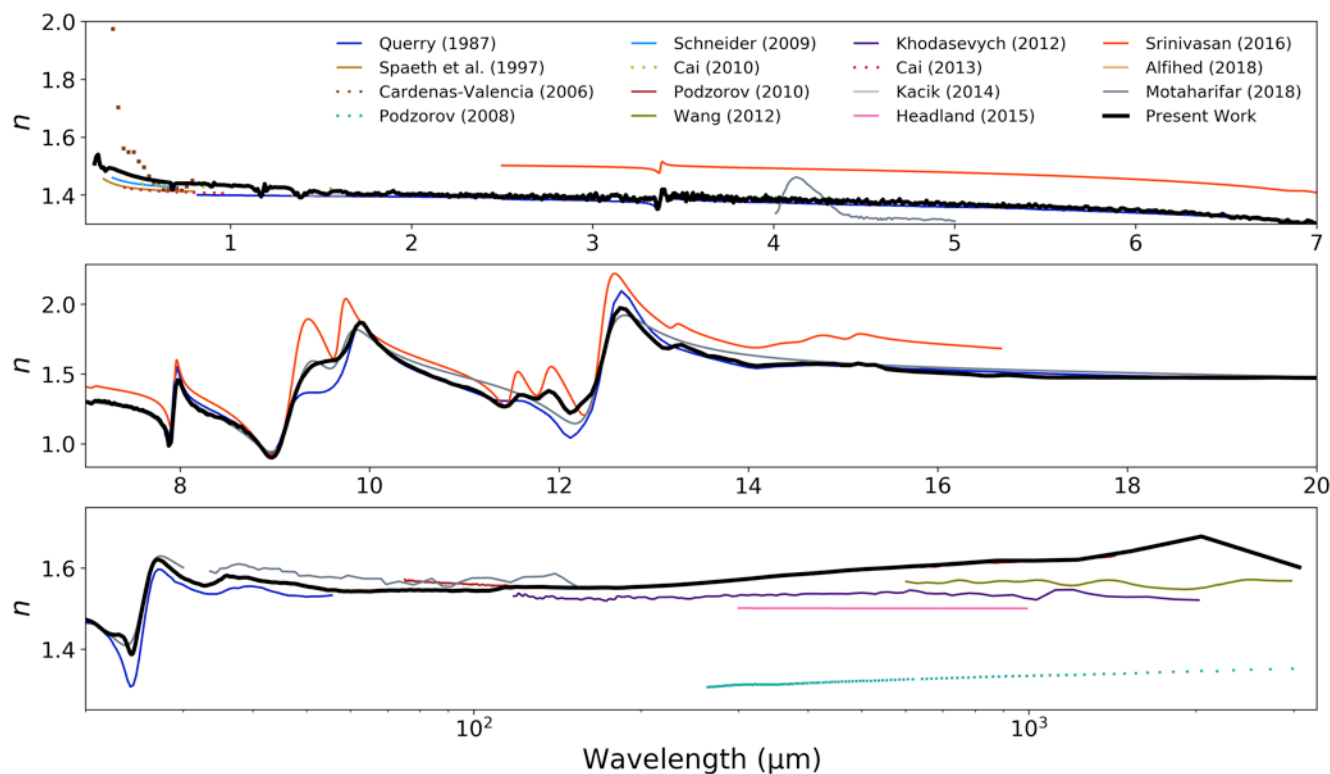 2.0
1.8
1.6
1.4
n
Querry (1987)
Spaeth et al. (1997)
Cardenas-Valencia (2006)
Podzorov (2008)
Schneider (2009)
Cai (2010)
Podzorov (2010)
Wang (2012)
Khodasevych (2012)
Cai (2013)
Kacik (2014)
Headland (2015)
Srinivasan (2016)
Alfihed (2018)
Motaharifar (2018)
Present Work
1 2 3 4 5 6 7
2.0
1.5
1.0
n
8 10 12 14 16 18 20
1.6
1.4
n
10² 10³
Wavelength (μm)